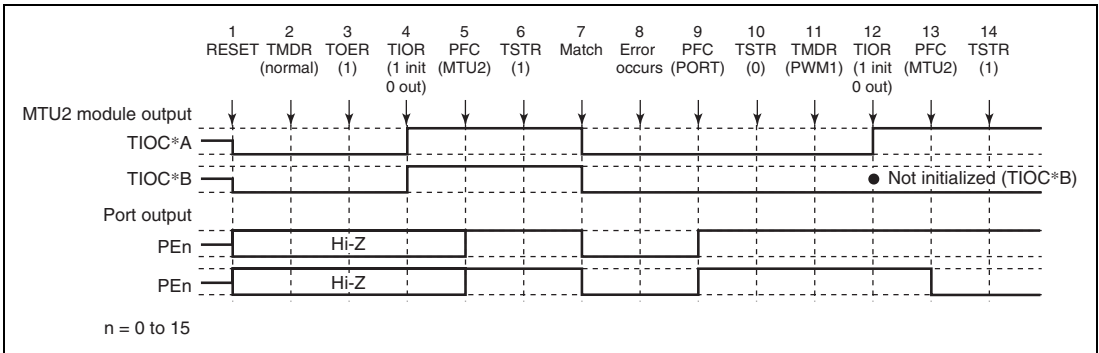 1 2 3 4 5 6 7 8 9 10 11 12 13 14
RESET TMDR TOER TIOR PFC TSTR Match Error PFC TSTR TMDR TIOR PFC TSTR
(normal) (1) (1 init (MTU2) (1) occurs (PORT) (0) (PWM1) (1 init (MTU2) (1)
0 out) 0 out)
MTU2 module output
TIOC*A
TIOC*B
● Not initialized (TIOC*B)
Port output
PEn
Hi-Z
PEn
Hi-Z
n = 0 to 15